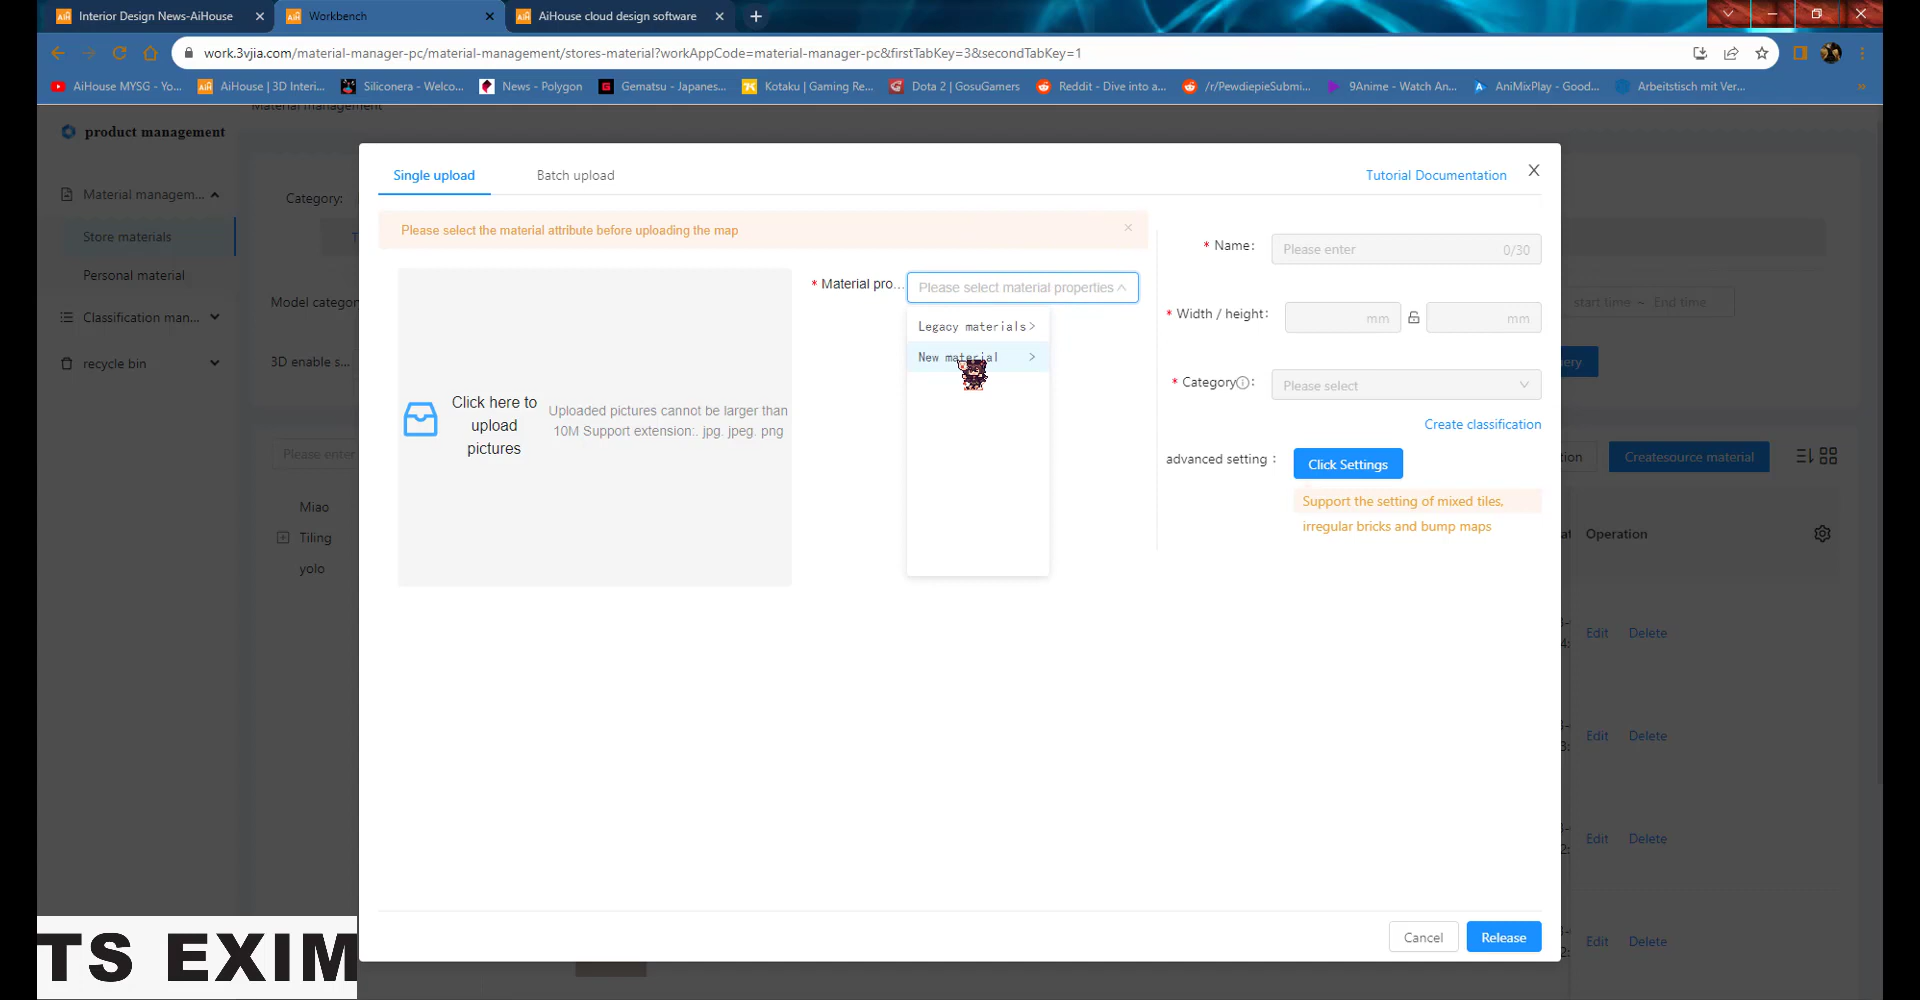 Interior Design News-AiHouse
Workbench
AiHouse cloud design software
work.3vjia.com/material-manager-pc/material-management/stores-material?workAppCode=material-manager-pc&firstTabKey=3&secondTabKey=1
AiHouse MYSG - Yo...
AiHouse | 3D Interi...
Siliconera - Welco...
News - Polygon
Gematsu - Japanes...
Kotaku | Gaming Re...
Dota 2 | GosuGamers
Reddit - Dive into a...
/r/PewdiepieSubmi...
9Anime - Watch An...
AniMixPlay - Good...
Arbeitstisch mit Ver...
Material management
product management
Material managem...
Store materials
Personal material
Classification man...
recycle bin
Category:
Model categor
3D enable s...
Please enter
Miao
Tiling
yolo
Single upload
Batch upload
Tutorial Documentation
Please select the material attribute before uploading the map
Click here to
upload
pictures
Uploaded pictures cannot be larger than
10M Support extension:. jpg. jpeg. png
* Material pro...
Please select material properties
Legacy materials
New material
* Name:
Please enter
0/30
* Width / height:
mm
mm
* Category :
Please select
Create classification
advanced setting :
Click Settings
Support the setting of mixed tiles,
irregular bricks and bump maps
Cancel
Release
start time ~ End time
ery
tion
Createsource material
Operation
Edit Delete
Edit Delete
Edit Delete
Edit Delete
TS EXIM